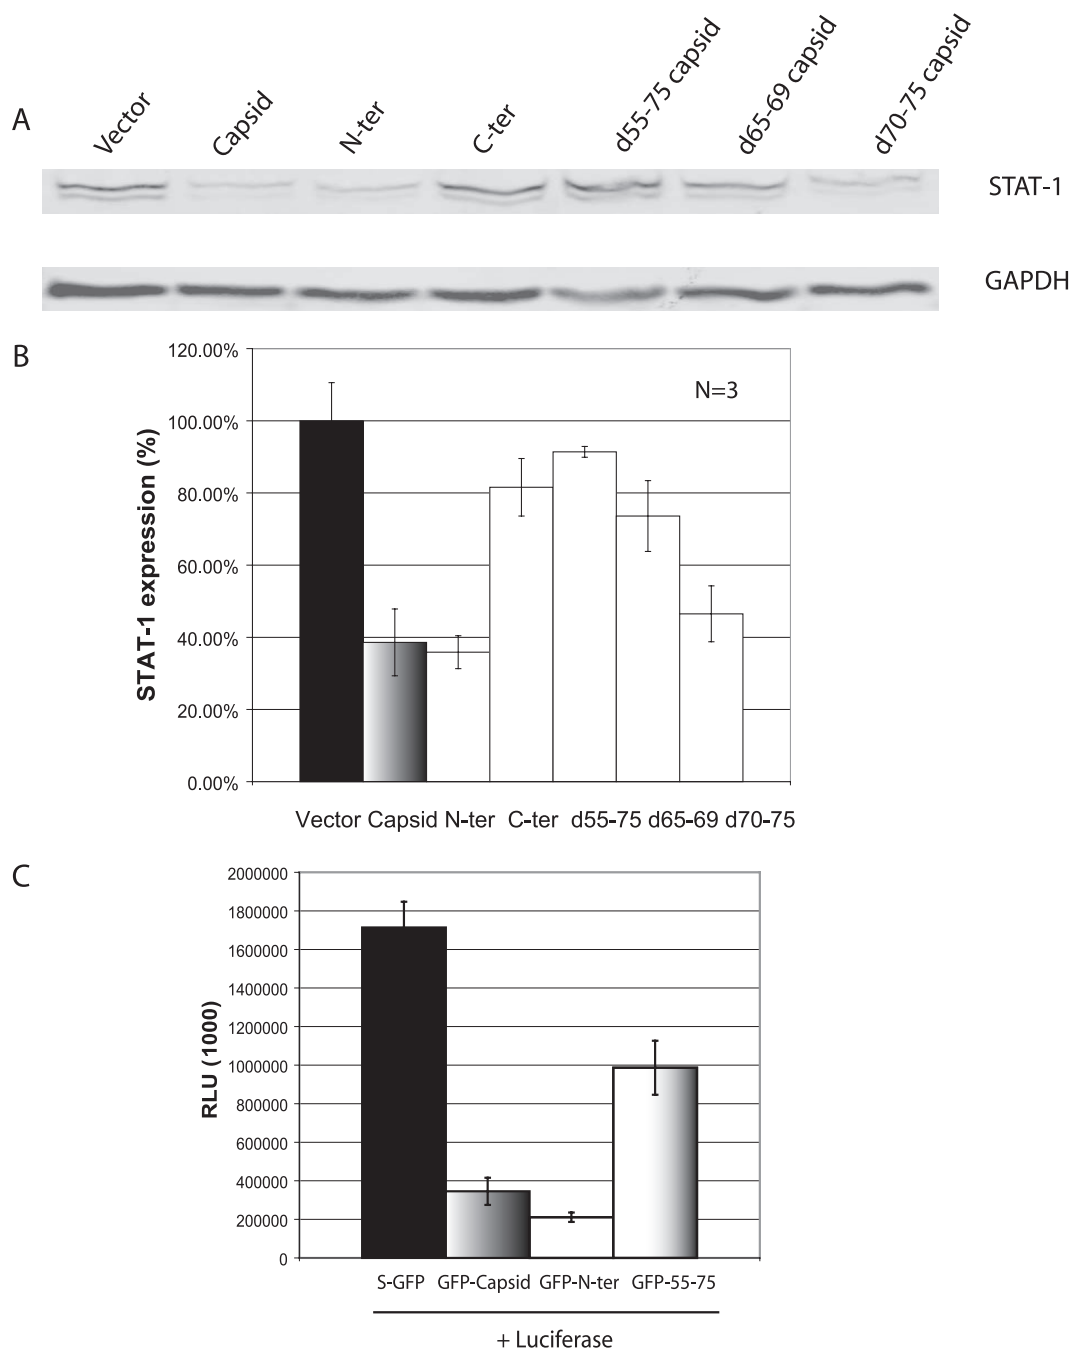 A
Vector
Capsid
N-ter
C-ter
d55-75 capsid
d65-69 capsid
d70-75 capsid
STAT-1
GAPDH
B
120.00%
100.00%
80.00%
60.00%
40.00%
20.00%
0.00%
STAT-1 expression (%)
N=3
Vector Capsid N-ter C-ter d55-75 d65-69 d70-75
C
2000000
1800000
1600000
1400000
1200000
1000000
800000
600000
400000
200000
0
RLU (1000)
S-GFP GFP-Capsid GFP-N-ter GFP-55-75
+ Luciferase